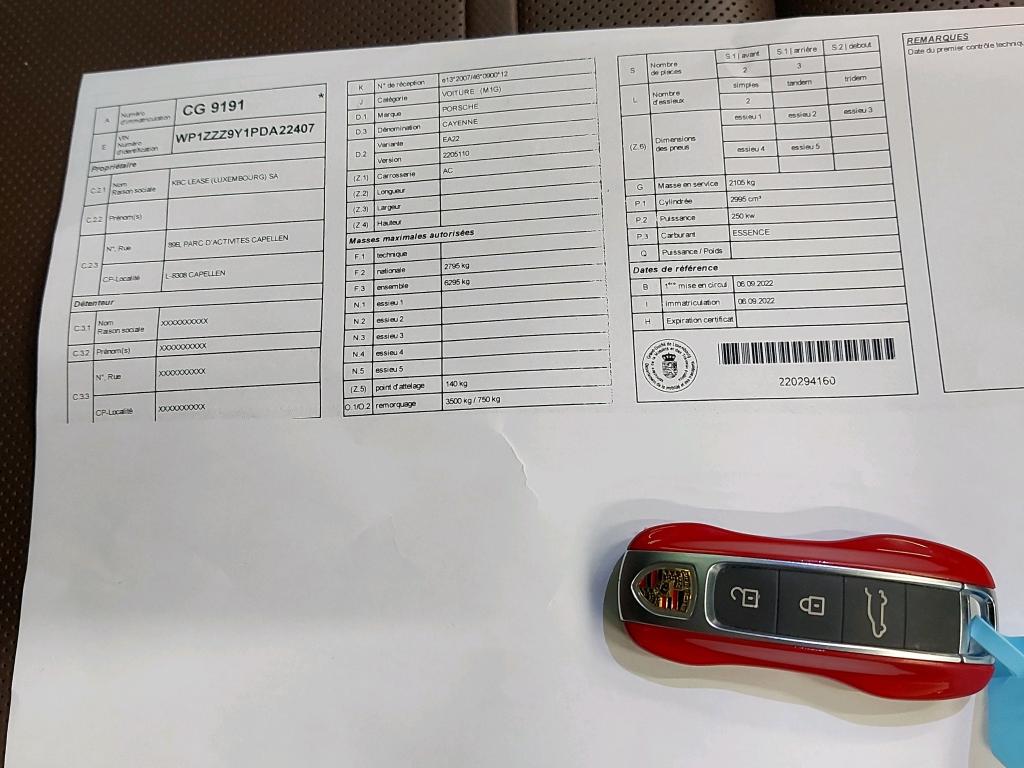 A Numéro d'immatriculation CG 9191 *
E VIN Numéro d'identification WP1ZZZ9Y1PDA22407
Propriétaire
C.2.1 Nom Raison sociale KBC LEASE (LUXEMBOURG) SA
C.2.2 Prénom(s)
C.2.3 N°, Rue 89B, PARC D'ACTIVITES CAPELLEN
CP-Localité L-8308 CAPELLEN
Détenteur
C.3.1 Nom Raison sociale XXXXXXXXXX
C.3.2 Prénom(s) XXXXXXXXXX
C.3.3 N°, Rue XXXXXXXXXX
CP-Localité XXXXXXXXXX
K N° de réception e13*2007/46*0900*12
J Catégorie VOITURE (M1G)
D.1 Marque PORSCHE
D.3 Dénomination CAYENNE
D.2 Variante EA22
Version 2205110
(Z.1) Carrosserie AC
(Z.2) Longueur
(Z.3) Largeur
(Z.4) Hauteur
Masses maximales autorisées
F.1 technique
F.2 nationale 2795 kg
F.3 ensemble 6295 kg
N.1 essieu 1
N.2 essieu 2
N.3 essieu 3
N.4 essieu 4
N.5 essieu 5
(Z.5) point d'attelage 140 kg
O.1/O.2 remorquage 3500 kg / 750 kg
S Nombre de places S.1 | avant S.1 | arrière S.2 | debout
2 3
L Nombre d'essieux simples tandem tridem
2
(Z.6) Dimensions des pneus essieu 1 essieu 2 essieu 3
essieu 4 essieu 5
G Masse en service 2105 kg
P.1 Cylindrée 2995 cm³
P.2 Puissance 250 kw
P.3 Carburant ESSENCE
Q Puissance / Poids
Dates de référence
B 1ère mise en circul 06.09.2022
I immatriculation 06.09.2022
H Expiration certificat
220294160
REMARQUES
Date du premier contrôle techniqu